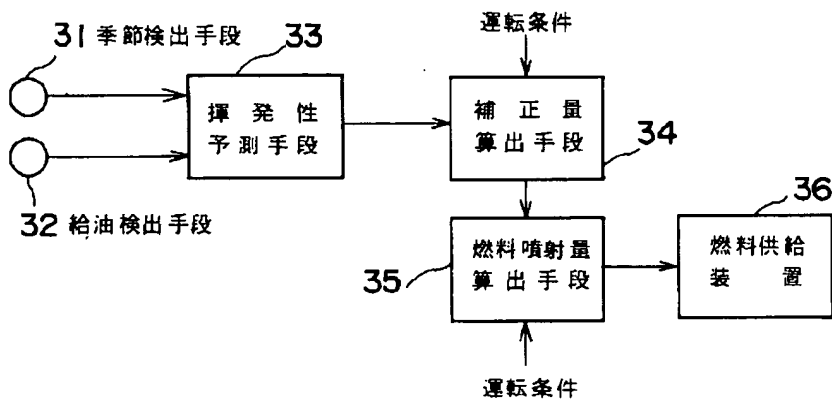 31 季節検出手段
32 給油検出手段
33
揮発性
予測手段
運転条件
補正量
算出手段
34
35
燃料噴射量
算出手段
運転条件
36
燃料供給
装置